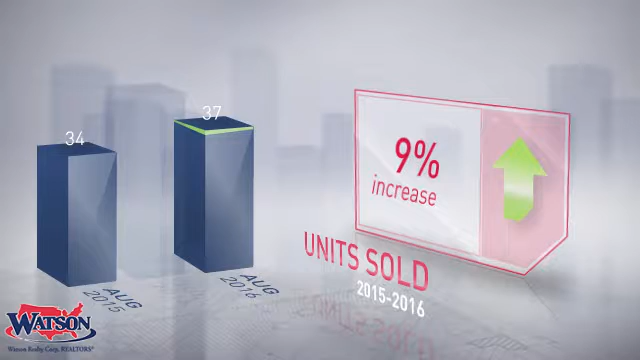 34
37
AUG
2015
AUG
2016
9%
increase
UNITS SOLD
2015-2016
WATSON
Watson Realty Corp. REALTORS®